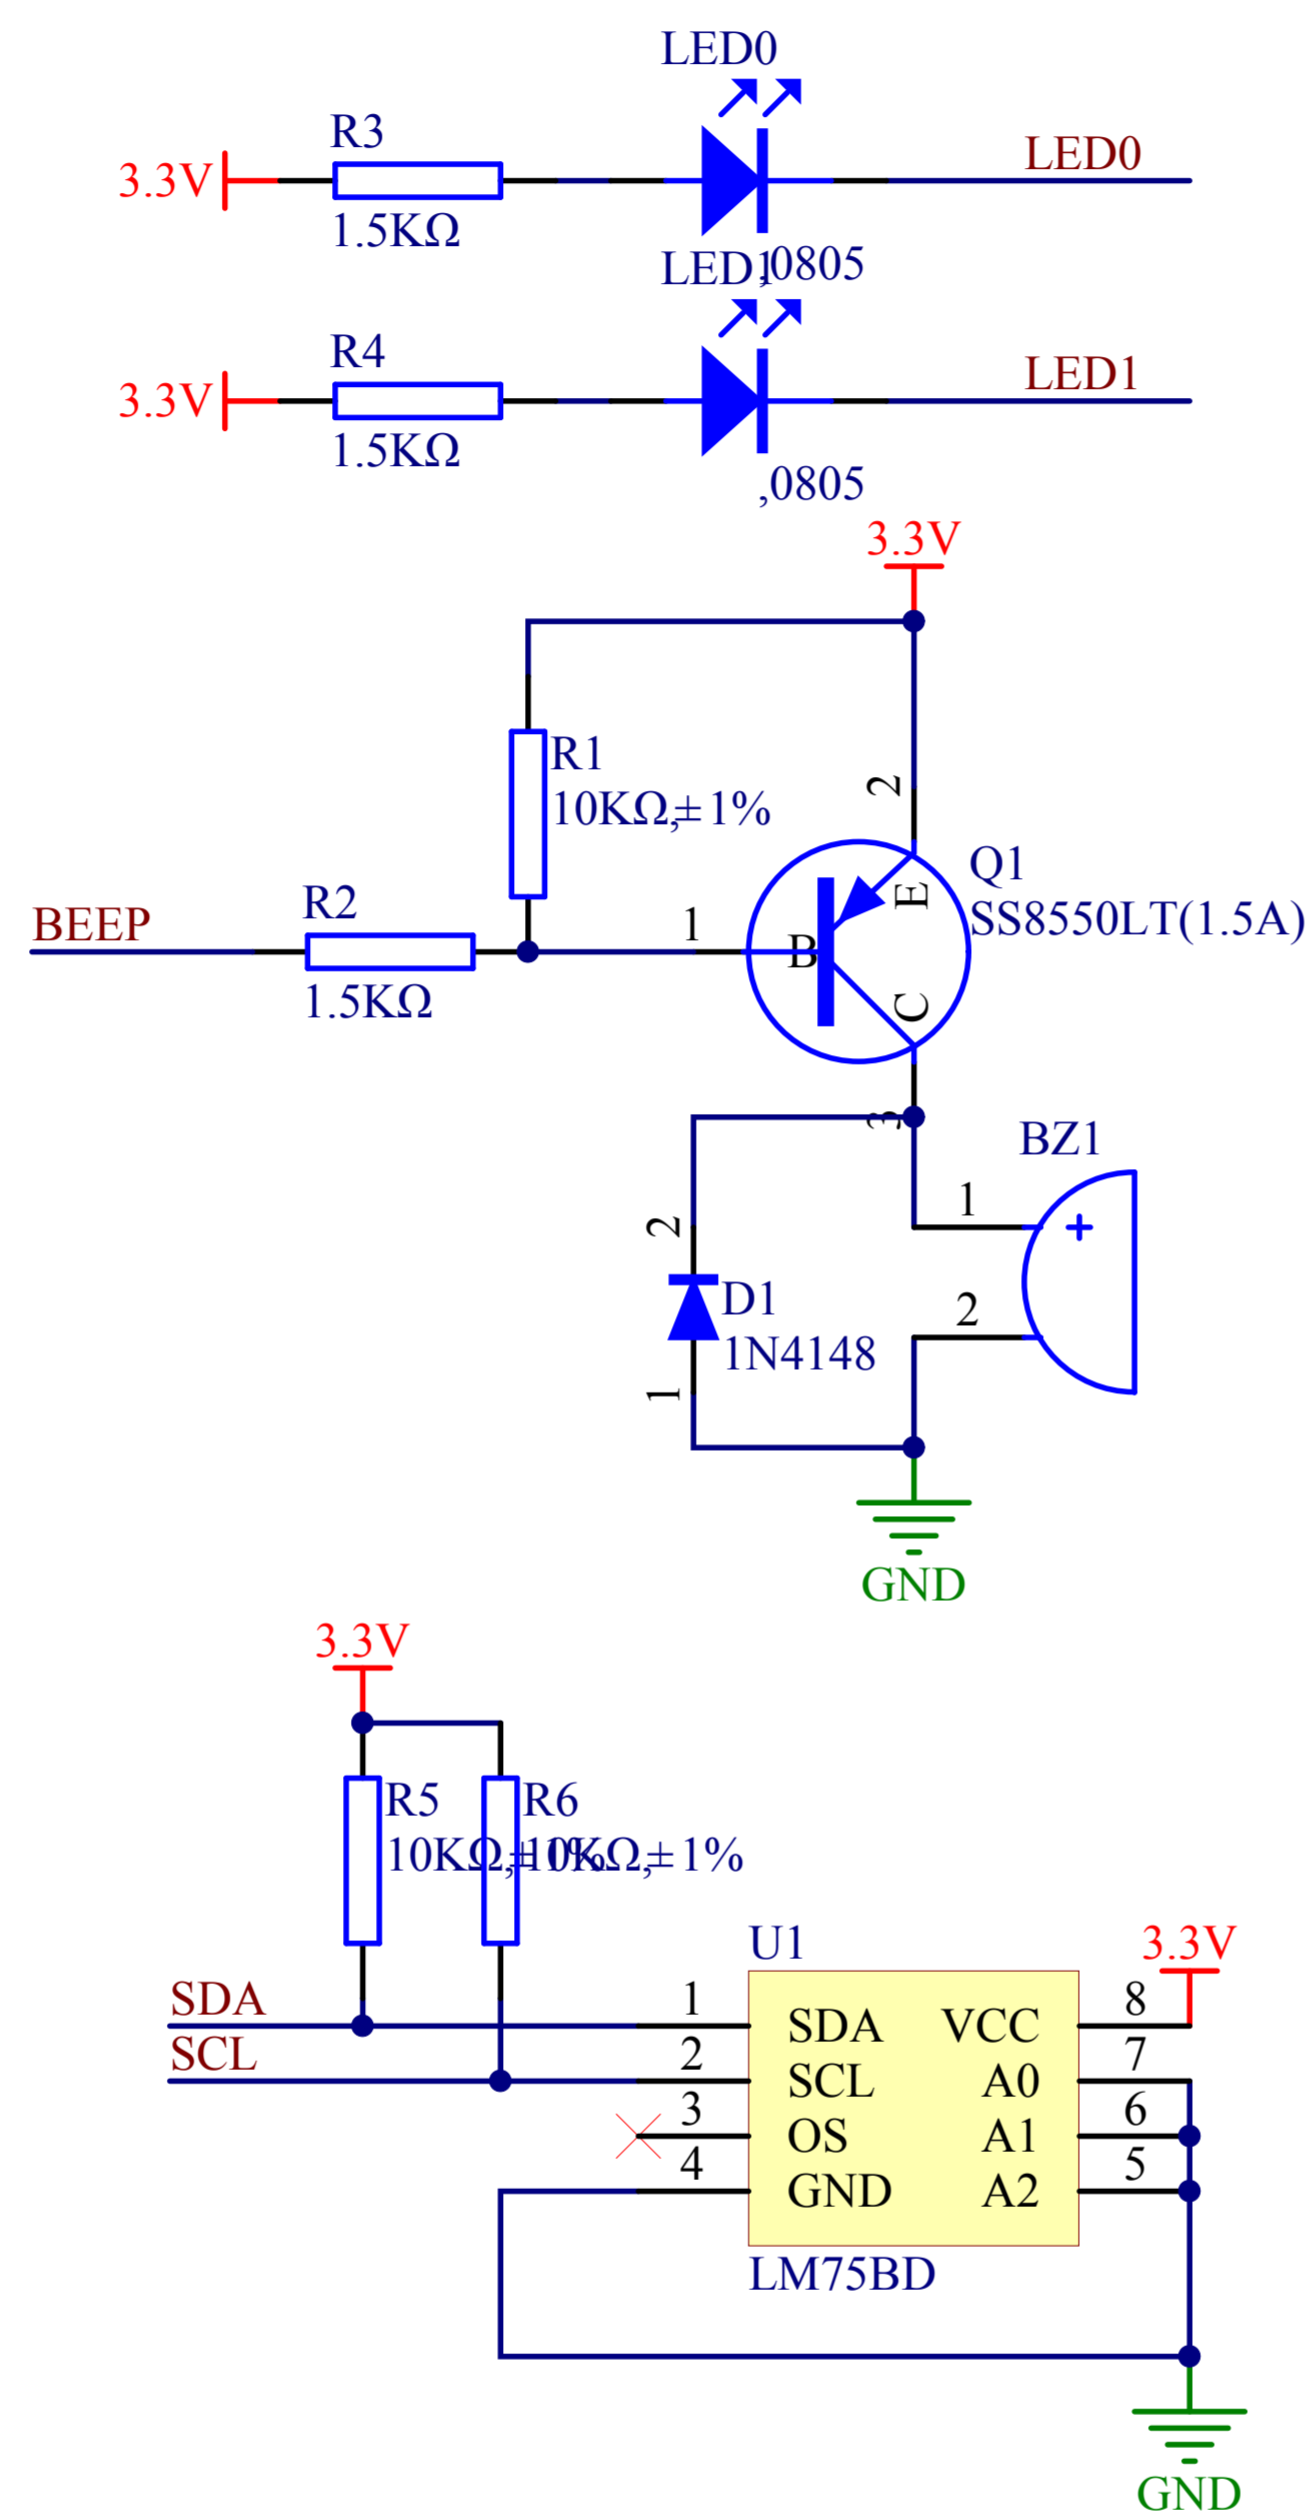 LED0
R3
3.3V
LED0
1.5KΩ
,0805
LED1
R4
3.3V
LED1
1.5KΩ
,0805
3.3V
R1
10KΩ,±1%
2
E
Q1
SS8550LT(1.5A)
BEEP
R2
1
B
1.5KΩ
C
3
BZ1
1
+
2
D1
1N4148
2
1
GND
3.3V
R5
10KΩ,±1%
R6
10KΩ,±1%
U1
3.3V
SDA
1
SDA
VCC
8
SCL
2
SCL
A0
7
3
OS
A1
6
4
GND
A2
5
LM75BD
GND